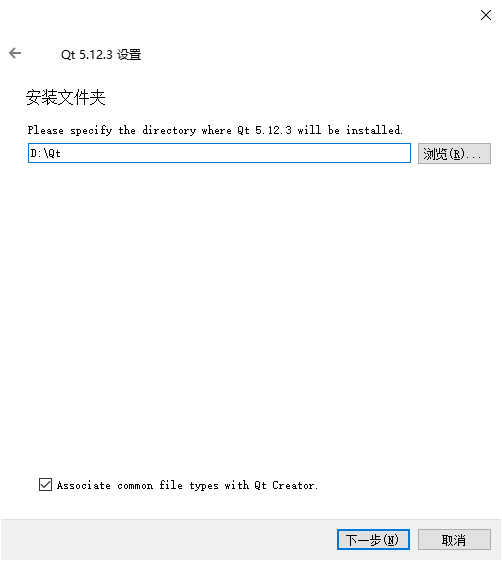 Qt 5.12.3 设置
安装文件夹
Please specify the directory where Qt 5.12.3 will be installed.
D:\Qt
浏览(R)...
Associate common file types with Qt Creator.
下一步(N)
取消